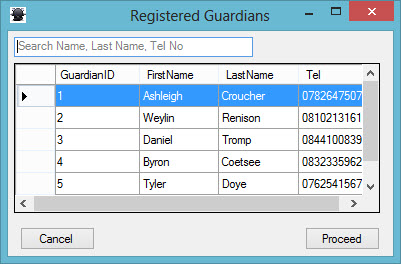 Registered Guardians
Search Name, Last Name, Tel No
GuardianID FirstName LastName Tel
1 Ashleigh Croucher 0782647507
2 Weylin Renison 0810213161
3 Daniel Tromp 0844100839
4 Byron Coetsee 0832335962
5 Tyler Doye 0762541567
Cancel Proceed